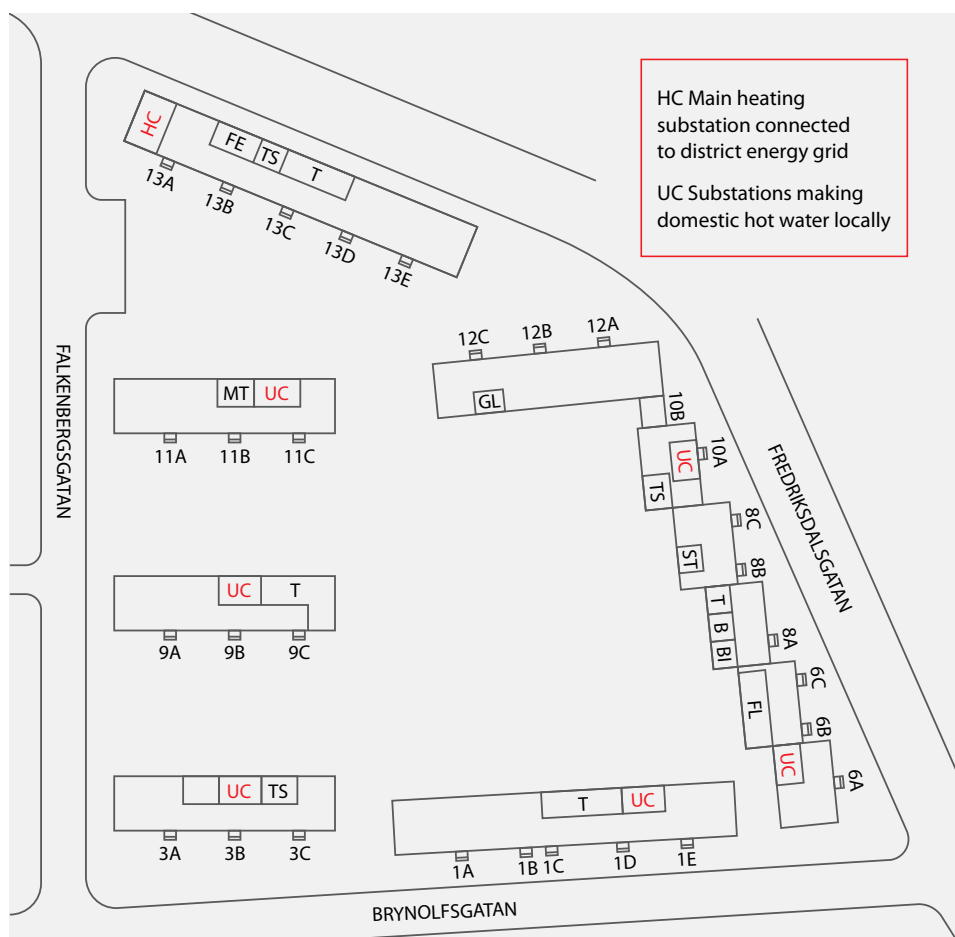 HC Main heating
substation connected
to district energy grid
UC Substations making
domestic hot water locally
HC
FE
TS
T
13A
13B
13C
13D
13E
12C
12B
12A
GL
10B
10A
UC
TS
FALKENBERGSGATAN
MT
UC
11A
11B
11C
FREDRIKSDALSGATAN
8C
ST
8B
UC
T
9A
9B
9C
T
B
BI
8A
6C
FL
6B
UC
6A
UC
TS
3A
3B
3C
T
UC
1A
1B
1C
1D
1E
BRYNOLFSGATAN